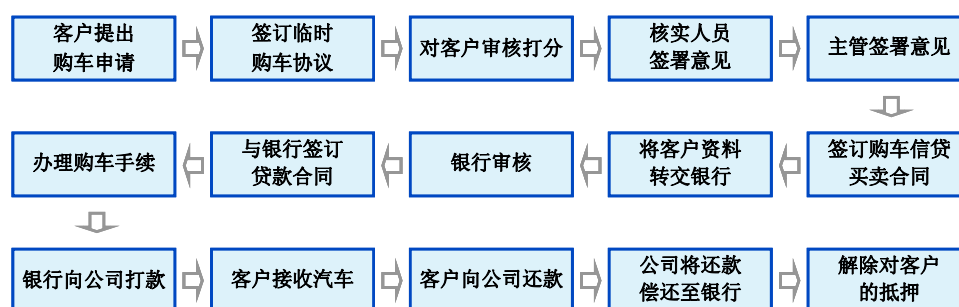 客户提出
购车申请
签订临时
购车协议
对客户审核打分
核实人员
签署意见
主管签署意见
签订购车信贷
买卖合同
将客户资料
转交银行
银行审核
与银行签订
贷款合同
办理购车手续
银行向公司打款
客户接收汽车
客户向公司还款
公司将还款
偿还至银行
解除对客户
的抵押